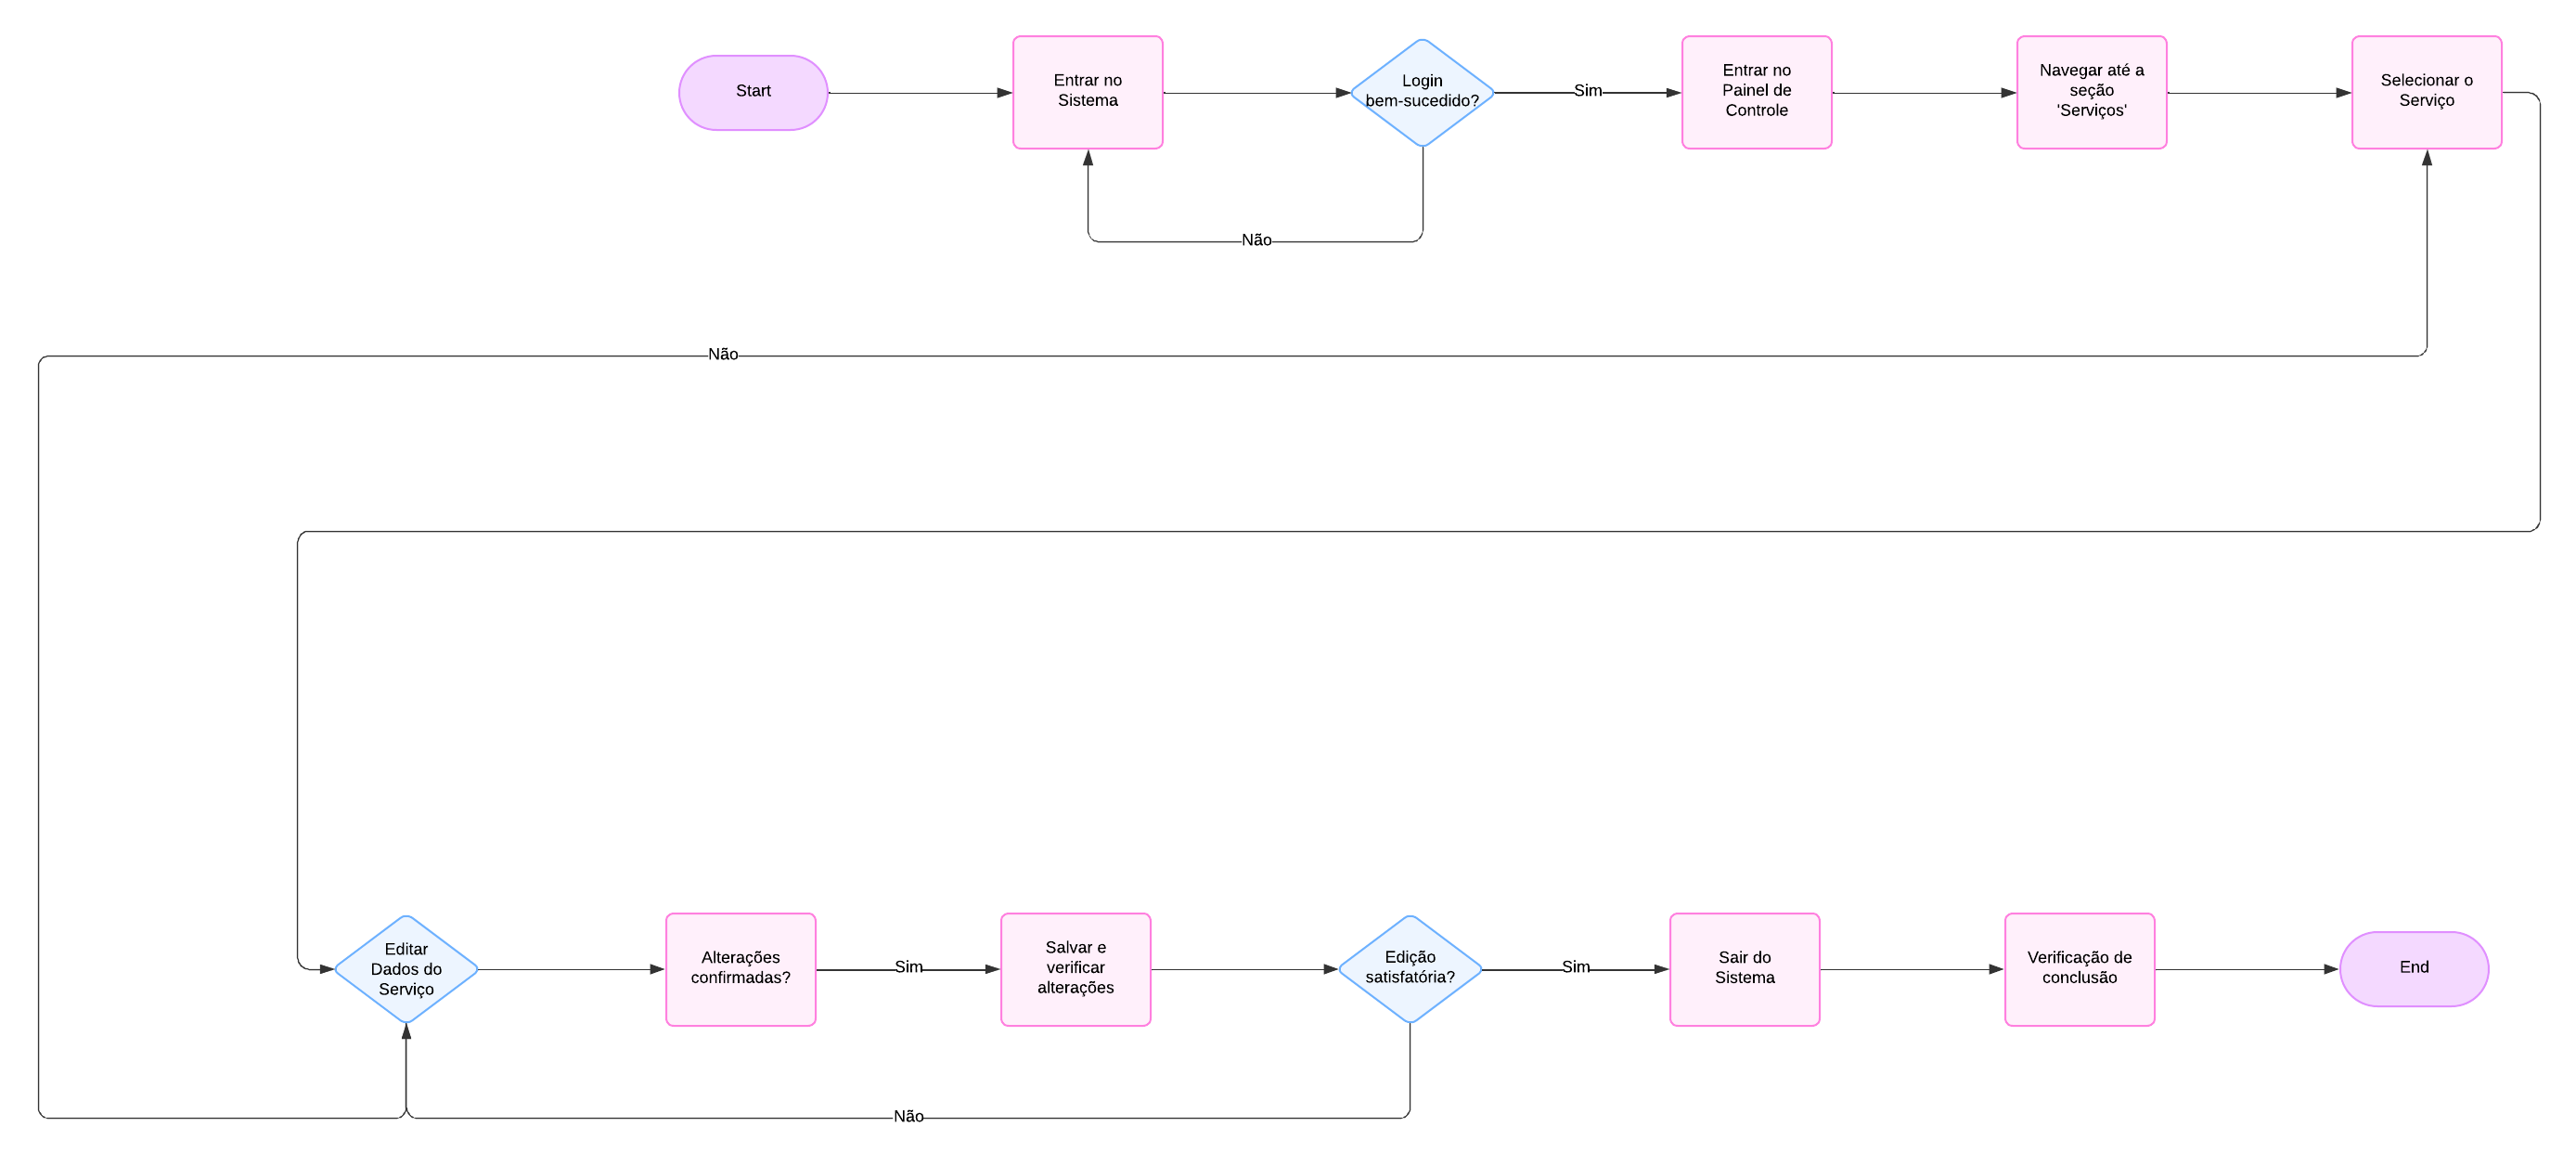 Start
Entrar no
Sistema
Login
bem-sucedido?
Sim
Entrar no
Painel de
Controle
Navegar até a
seção
'Serviços'
Selecionar o
Serviço
Não
Não
Editar
Dados do
Serviço
Alterações
confirmadas?
Sim
Salvar e
verificar
alterações
Edição
satisfatória?
Sim
Sair do
Sistema
Verificação de
conclusão
End
Não